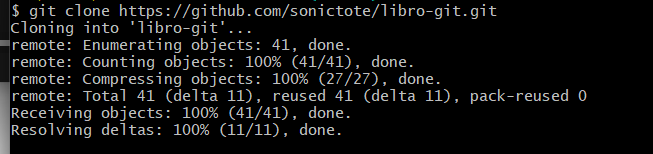 $ git clone https://github.com/sonictote/libro-git.git
Cloning into 'libro-git'...
remote: Enumerating objects: 41, done.
remote: Counting objects: 100% (41/41), done.
remote: Compressing objects: 100% (27/27), done.
remote: Total 41 (delta 11), reused 41 (delta 11), pack-reused 0
Receiving objects: 100% (41/41), done.
Resolving deltas: 100% (11/11), done.